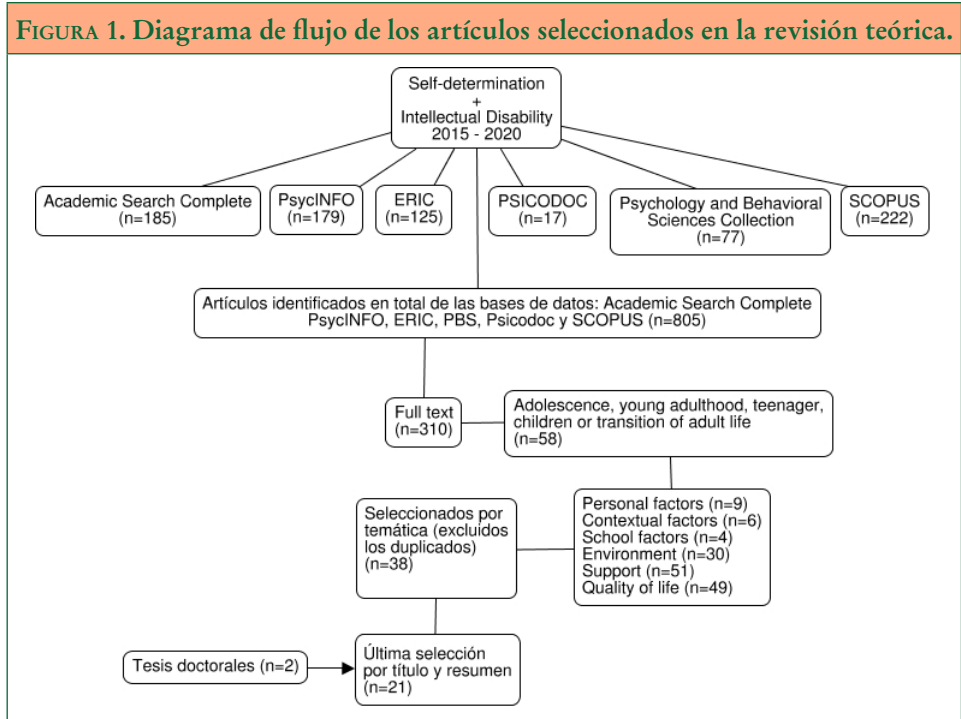 FIGURA 1. Diagrama de flujo de los artículos seleccionados en la revisión teórica.
Self-determination
+
Intellectual Disability
2015 - 2020
Academic Search Complete
(n=185)
PsycINFO
(n=179)
ERIC
(n=125)
PSICODOC
(n=17)
Psychology and Behavioral
Sciences Collection
(n=77)
SCOPUS
(n=222)
Artículos identificados en total de las bases de datos: Academic Search Complete
PsycINFO, ERIC, PBS, Psicodoc y SCOPUS (n=805)
Full text
(n=310)
Adolescence, young adulthood, teenager,
children or transition of adult life
(n=58)
Personal factors (n=9)
Contextual factors (n=6)
School factors (n=4)
Environment (n=30)
Support (n=51)
Quality of life (n=49)
Seleccionados por
temática (excluidos
los duplicados)
(n=38)
Última selección
por título y resumen
(n=21)
Tesis doctorales (n=2)